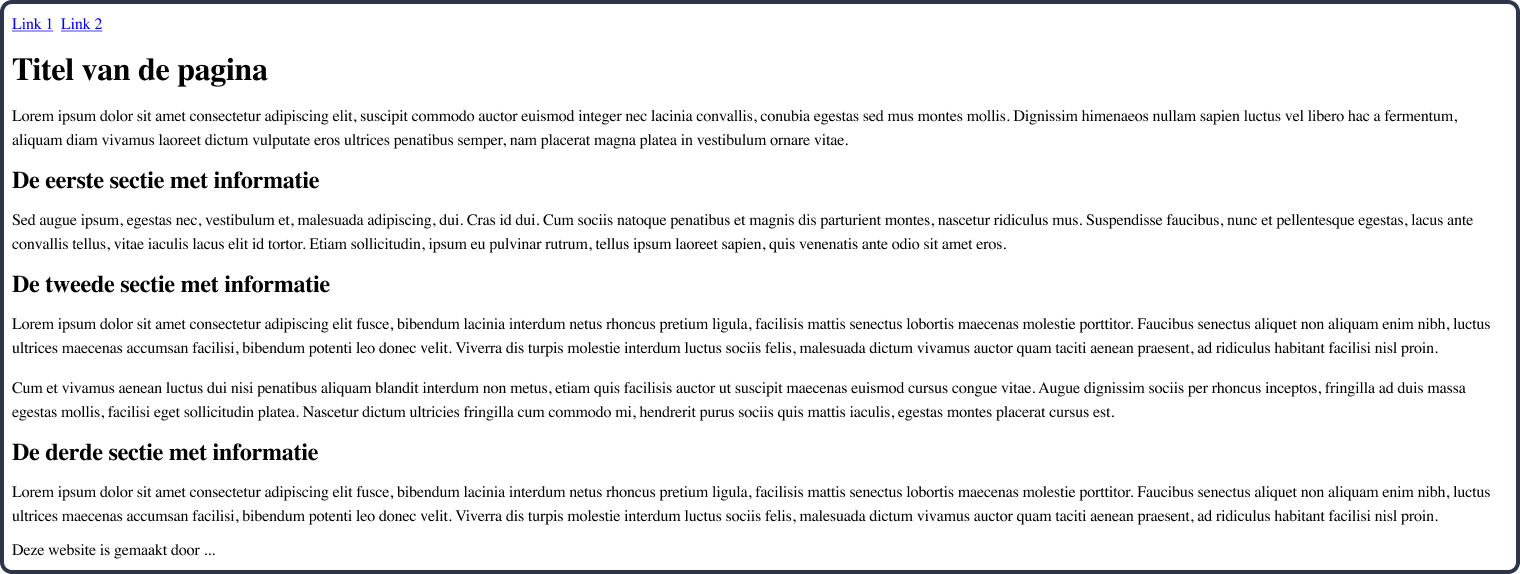 Link 1 Link 2
Titel van de pagina
Lorem ipsum dolor sit amet consectetur adipiscing elit, suscipit commodo auctor euismod integer nec lacinia convallis, conubia egestas sed mus montes mollis. Dignissim himenaeos nullam sapien luctus vel libero hac a fermentum,
aliquam diam vivamus laoreet dictum vulputate eros ultrices penatibus semper, nam placerat magna platea in vestibulum ornare vitae.
De eerste sectie met informatie
Sed augue ipsum, egestas nec, vestibulum et, malesuada adipiscing, dui. Cras id dui. Cum sociis natoque penatibus et magnis dis parturient montes, nascetur ridiculus mus. Suspendisse faucibus, nunc et pellentesque egestas, lacus ante
convallis tellus, vitae iaculis lacus elit id tortor. Etiam sollicitudin, ipsum eu pulvinar rutrum, tellus ipsum laoreet sapien, quis venenatis ante odio sit amet eros.
De tweede sectie met informatie
Lorem ipsum dolor sit amet consectetur adipiscing elit fusce, bibendum lacinia interdum netus rhoncus pretium ligula, facilisis mattis senectus lobortis maecenas molestie porttitor. Faucibus senectus aliquet non aliquam enim nibh, luctus
ultrices maecenas accumsan facilisi, bibendum potenti leo donec velit. Viverra dis turpis molestie interdum luctus sociis felis, malesuada dictum vivamus auctor quam taciti aenean praesent, ad ridiculus habitant facilisi nisl proin.
Cum et vivamus aenean luctus dui nisi penatibus aliquam blandit interdum non metus, etiam quis facilisis auctor ut suscipit maecenas euismod cursus congue vitae. Augue dignissim sociis per rhoncus inceptos, fringilla ad duis massa
egestas mollis, facilisi eget sollicitudin platea. Nascetur dictum ultricies fringilla cum commodo mi, hendrerit purus sociis quis mattis iaculis, egestas montes placerat cursus est.
De derde sectie met informatie
Lorem ipsum dolor sit amet consectetur adipiscing elit fusce, bibendum lacinia interdum netus rhoncus pretium ligula, facilisis mattis senectus lobortis maecenas molestie porttitor. Faucibus senectus aliquet non aliquam enim nibh, luctus
ultrices maecenas accumsan facilisi, bibendum potenti leo donec velit. Viverra dis turpis molestie interdum luctus sociis felis, malesuada dictum vivamus auctor quam taciti aenean praesent, ad ridiculus habitant facilisi nisl proin.
Deze website is gemaakt door ...